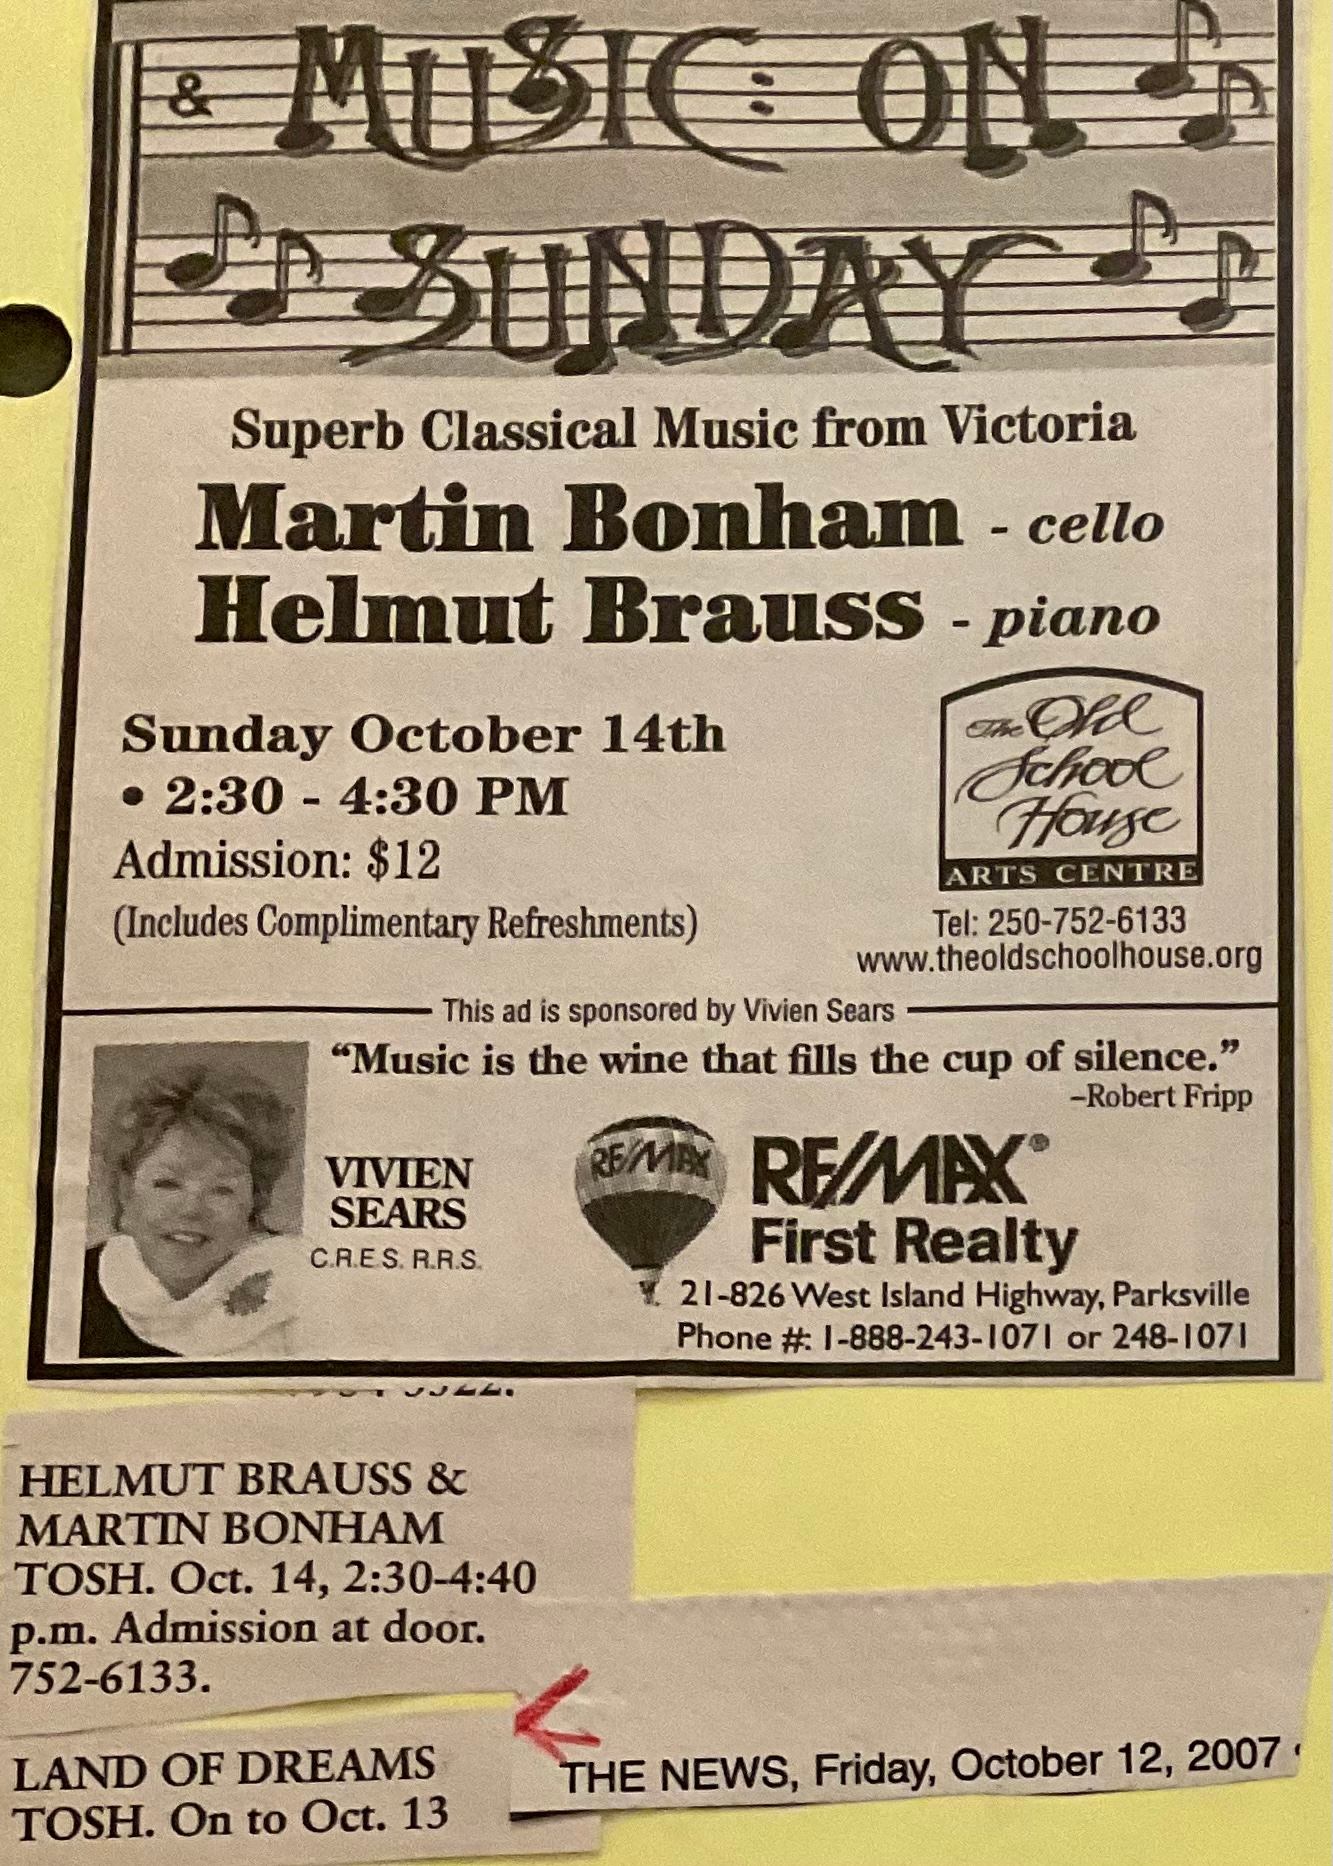 & MUSIC: ON
SUNDAY
Superb Classical Music from Victoria
Martin Bonham - cello
Helmut Brauss - piano
Sunday October 14th
• 2:30 - 4:30 PM
Admission: $12
(Includes Complimentary Refreshments)
The Old
School
House
ARTS CENTRE
Tel: 250-752-6133
www.theoldschoolhouse.org
This ad is sponsored by Vivien Sears
“Music is the wine that fills the cup of silence.”
–Robert Fripp
VIVIEN
SEARS
C.R.E.S. R.R.S.
RE/MAX
RE/MAX®
First Realty
21-826 West Island Highway, Parksville
Phone #: 1-888-243-1071 or 248-1071
HELMUT BRAUSS &
MARTIN BONHAM
TOSH. Oct. 14, 2:30-4:40
p.m. Admission at door.
752-6133.
LAND OF DREAMS
TOSH. On to Oct. 13
THE NEWS, Friday, October 12, 2007